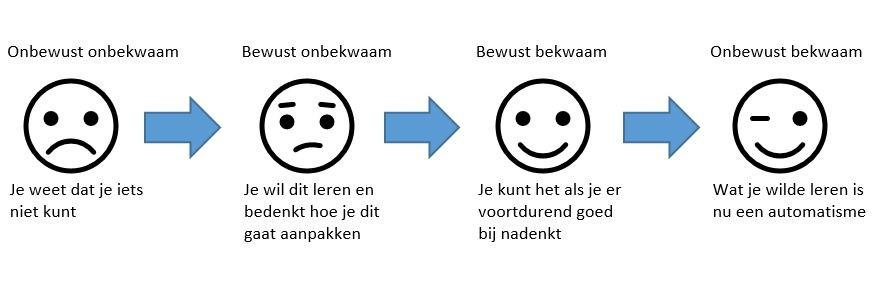 Onbewust onbekwaam
Bewust onbekwaam
Bewust bekwaam
Onbewust bekwaam
Je weet dat je iets
niet kunt
Je wil dit leren en
bedenkt hoe je dit
gaat aanpakken
Je kunt het als je er
voortdurend goed
bij nadenkt
Wat je wilde leren is
nu een automatisme